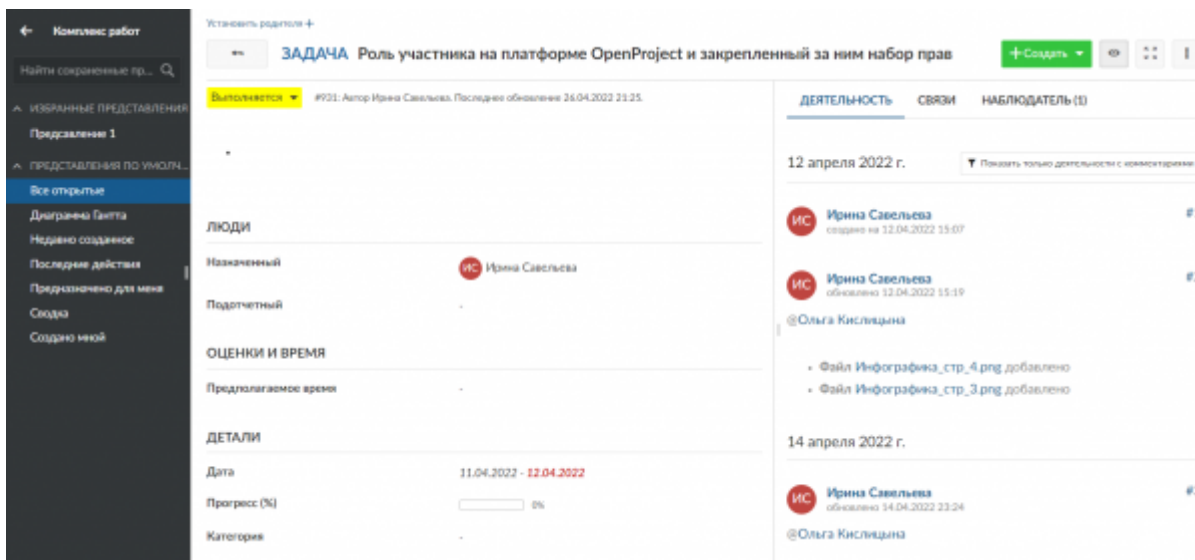 Комплекс работ
Найти сохраненные пр...
ИЗБРАННЫЕ ПРЕДСТАВЛЕНИЯ
Предсавление 1
ПРЕДСТАВЛЕНИЯ ПО УМОЛЧ...
Все открытые
Диаграмма Гантта
Недавно созданное
Последние действия
Предназначено для меня
Сводка
Создано мной
Установить родителя +
ЗАДАЧА Роль участника на платформе OpenProject и закрепленный за ним набор прав
+Создать
Выполняется #931: Автор Ирина Савельева. Последнее обновление 26.04.2022 21:25.
ЛЮДИ
Назначенный ИС Ирина Савельева
Подотчетный -
ОЦЕНКИ И ВРЕМЯ
Предполагаемое время -
ДЕТАЛИ
Дата 11.04.2022 - 12.04.2022
Прогресс (%) 0%
Категория -
ДЕЯТЕЛЬНОСТЬ СВЯЗИ НАБЛЮДАТЕЛЬ (1)
12 апреля 2022 г. Показать только деятельности с комментариями
ИС Ирина Савельева
создано на 12.04.2022 15:07
ИС Ирина Савельева
обновлено 12.04.2022 15:19
@Ольга Кислицына
• Файл Инфографика_стр_4.png добавлено
• Файл Инфографика_стр_3.png добавлено
14 апреля 2022 г.
ИС Ирина Савельева
обновлено 14.04.2022 23:24
@Ольга Кислицына